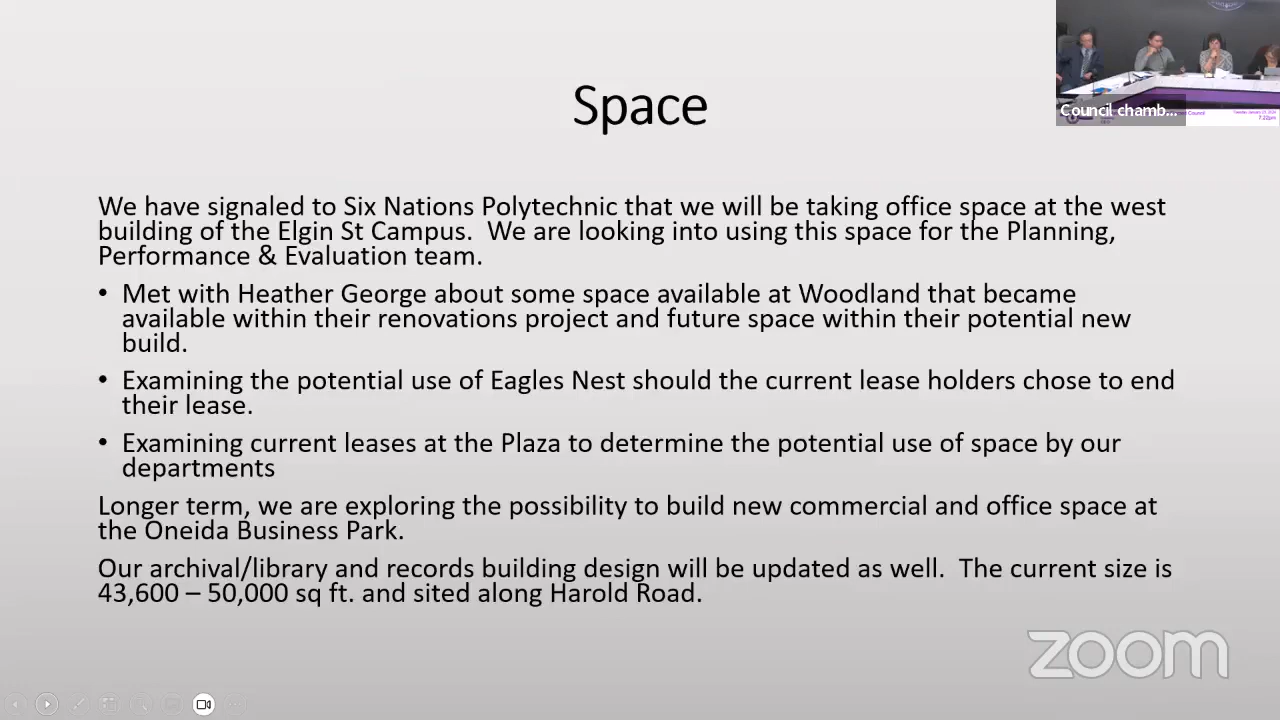 Space
We have signaled to Six Nations Polytechnic that we will be taking office space at the west
building of the Elgin St Campus.  We are looking into using this space for the Planning,
Performance & Evaluation team.
• Met with Heather George about some space available at Woodland that became
available within their renovations project and future space within their potential new
build.
• Examining the potential use of Eagles Nest should the current lease holders chose to end
their lease.
• Examining current leases at the Plaza to determine the potential use of space by our
departments
Longer term, we are exploring the possibility to build new commercial and office space at
the Oneida Business Park.
Our archival/library and records building design will be updated as well.  The current size is
43,600 – 50,000 sq ft. and sited along Harold Road.
Council chamb...
7:20pm
zoom